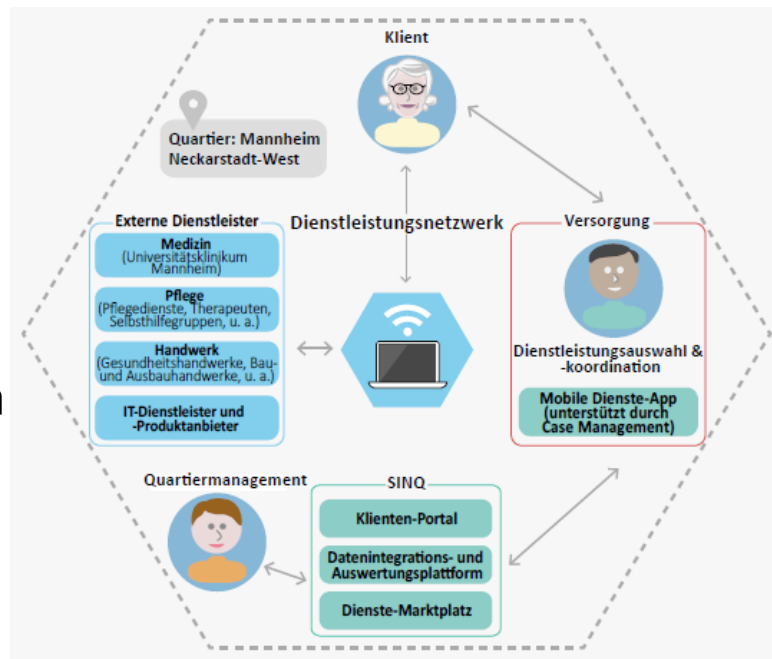 Klient
Quartier: Mannheim
Neckarstadt-West
Externe Dienstleister
Medizin
(Universitätsklinikum
Mannheim)
Pflege
(Pflegedienste, Therapeuten,
Selbsthilfegruppen, u. a.)
Handwerk
(Gesundheitshandwerke, Bau-
und Ausbauhandwerke, u. a.)
IT-Dienstleister und
-Produktanbieter
Dienstleistungsnetzwerk
Versorgung
Dienstleistungsauswahl &
-koordination
Mobile Dienste-App
(unterstützt durch
Case Management)
n
Quartiermanagement
SINQ
Klienten-Portal
Datenintegrations- und
Auswertungsplattform
Dienste-Marktplatz